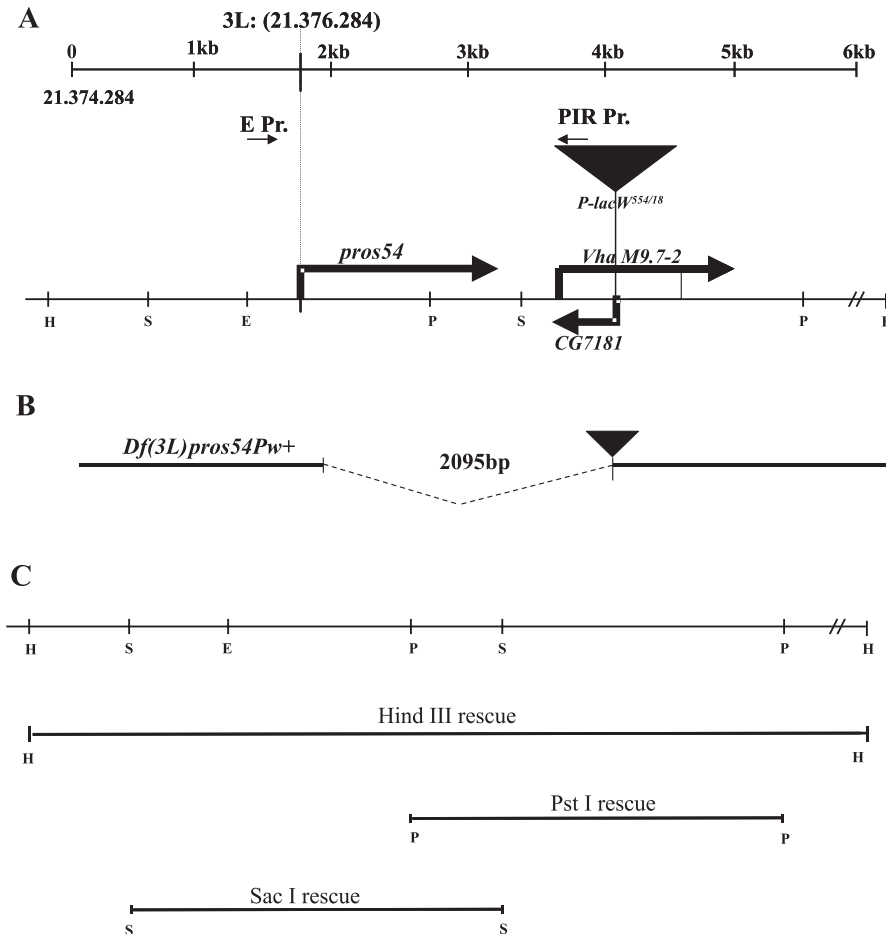 A
3L: (21.376.284)
0 1kb 2kb 3kb 4kb 5kb 6kb
21.374.284
E Pr. PIR Pr.
P-lacW554/18
pros54 Vha M9.7-2
H S E P S P
CG7181
B
Df(3L)pros54Pw+ 2095bp
C
H S E P S P H
Hind III rescue
H H
Pst I rescue
P P
Sac I rescue
S S